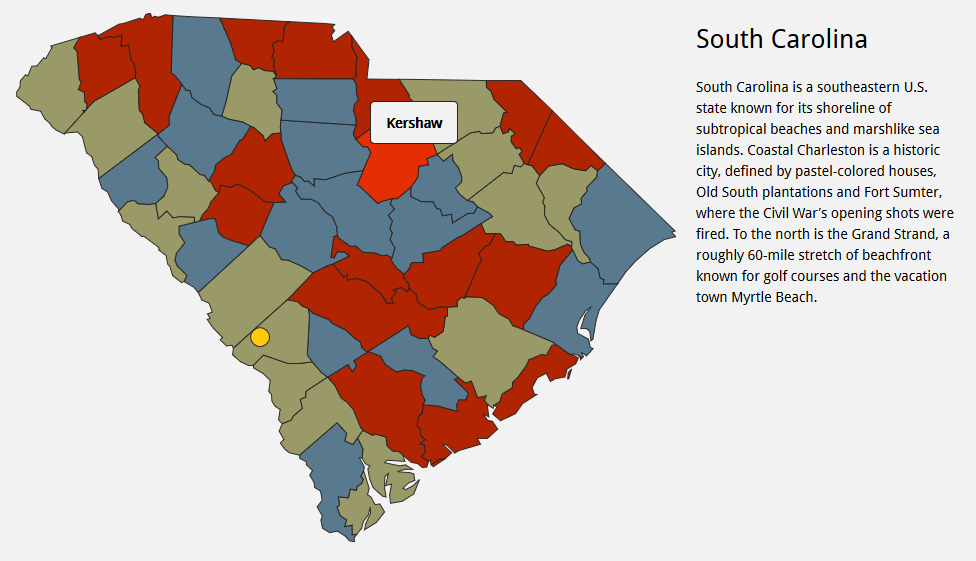 South Carolina
South Carolina is a southeastern U.S.
state known for its shoreline of
subtropical beaches and marshlike sea
islands. Coastal Charleston is a historic
city, defined by pastel-colored houses,
Old South plantations and Fort Sumter,
where the Civil War’s opening shots were
fired. To the north is the Grand Strand, a
roughly 60-mile stretch of beachfront
known for golf courses and the vacation
town Myrtle Beach.
Kershaw